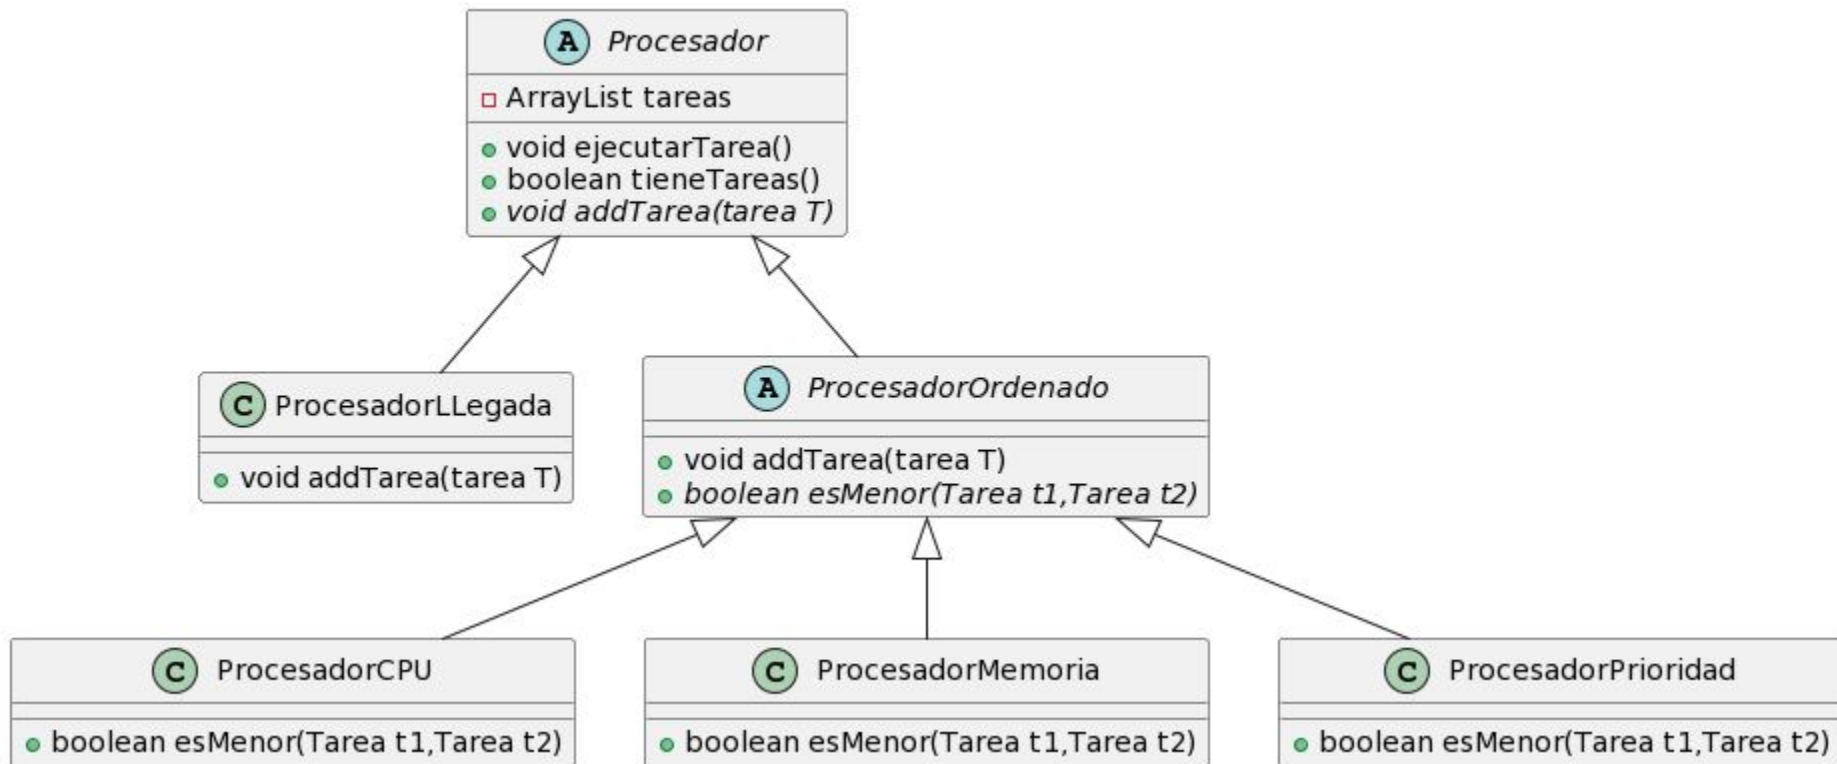 A Procesador
ArrayList tareas
void ejecutarTarea()
boolean tieneTareas()
void addTarea(tarea T)
C ProcesadorLLegada
void addTarea(tarea T)
A ProcesadorOrdenado
void addTarea(tarea T)
boolean esMenor(Tarea t1,Tarea t2)
C ProcesadorCPU
boolean esMenor(Tarea t1,Tarea t2)
C ProcesadorMemoria
boolean esMenor(Tarea t1,Tarea t2)
C ProcesadorPrioridad
boolean esMenor(Tarea t1,Tarea t2)